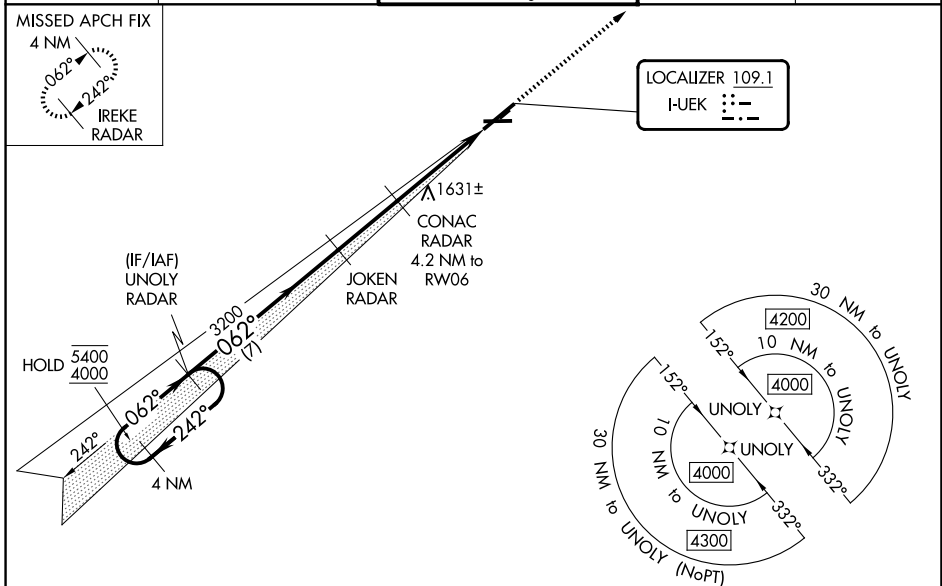 MISSED APCH FIX
4 NM
062°
242°
IREKE
RADAR
LOCALIZER 109.1
I-UEK
1631±
CONAC
RADAR
4.2 NM to
RW06
JOKEN
RADAR
(IF/IAF)
UNOLY
RADAR
3200
062°
(7)
HOLD 5400
4000
062°
242°
242°
4 NM
30 NM to UNOLY
4200
152°
10 NM to UNOLY
4000
UNOLY
332°
152°
UNOLY
10 NM to UNOLY
4000
332°
4300
30 NM to UNOLY (NoPT)